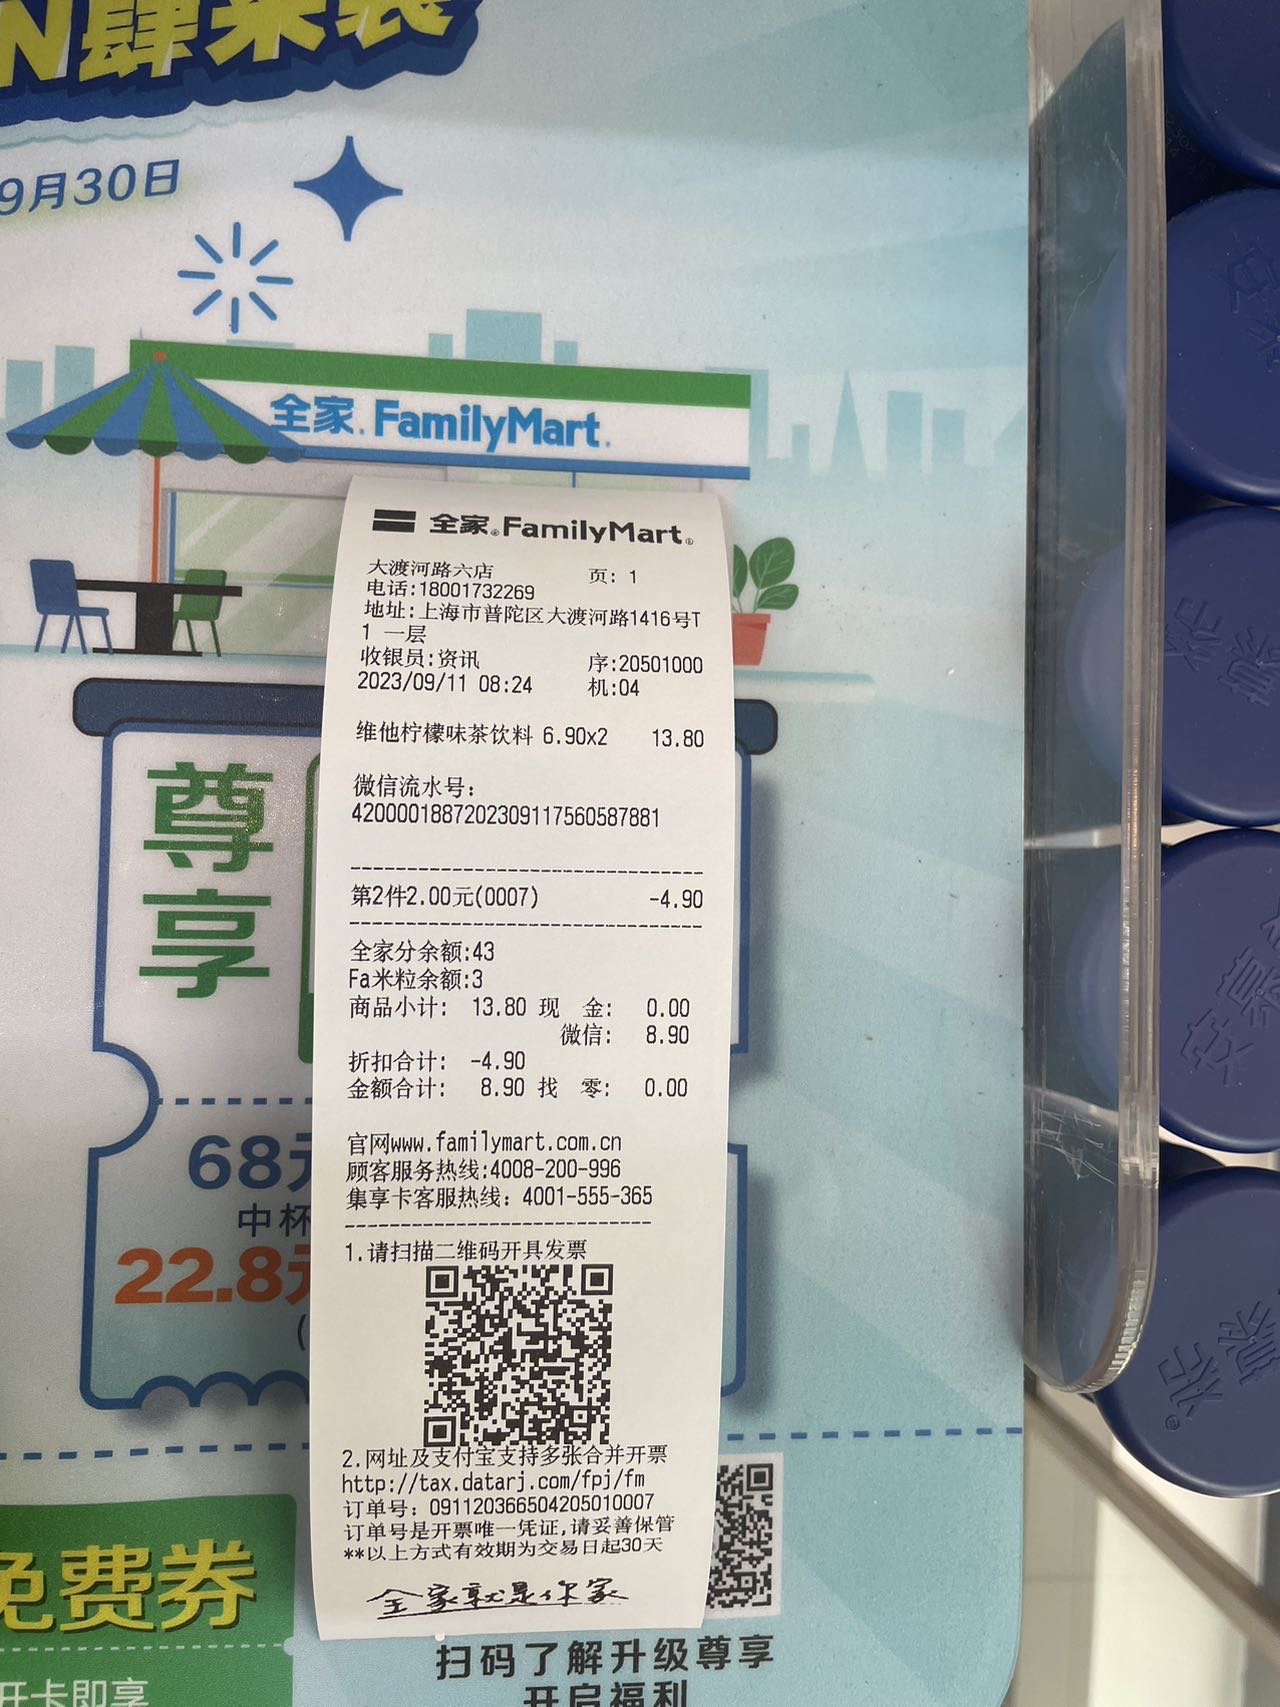 9月30日
全家.FamilyMart.
全家®FamilyMart®
大渡河路六店 页: 1
电话:18001732269
地址:上海市普陀区大渡河路1416号T
1 一层
收银员:资讯 序:20501000
2023/09/11 08:24 机:04
维他柠檬味茶饮料 6.90x2 13.80
微信流水号:
4200001887202309117560587881
第2件2.00元(0007) -4.90
全家分余额:43
Fa米粒余额:3
商品小计: 13.80 现 金: 0.00
微信: 8.90
折扣合计: -4.90
金额合计: 8.90 找 零: 0.00
官网www.familymart.com.cn
顾客服务热线:4008-200-996
集享卡客服热线: 4001-555-365
1.请扫描二维码开具发票
2.网址及支付宝支持多张合并开票
http://tax.datarj.com/fpj/fm
订单号: 091120366504205010007
订单号是开票唯一凭证,请妥善保管
**以上方式有效期为交易日起30天
全家就是你家
尊享
68元
中杯
22.8元
免费券
开卡即享
扫码了解升级尊享
开启福利